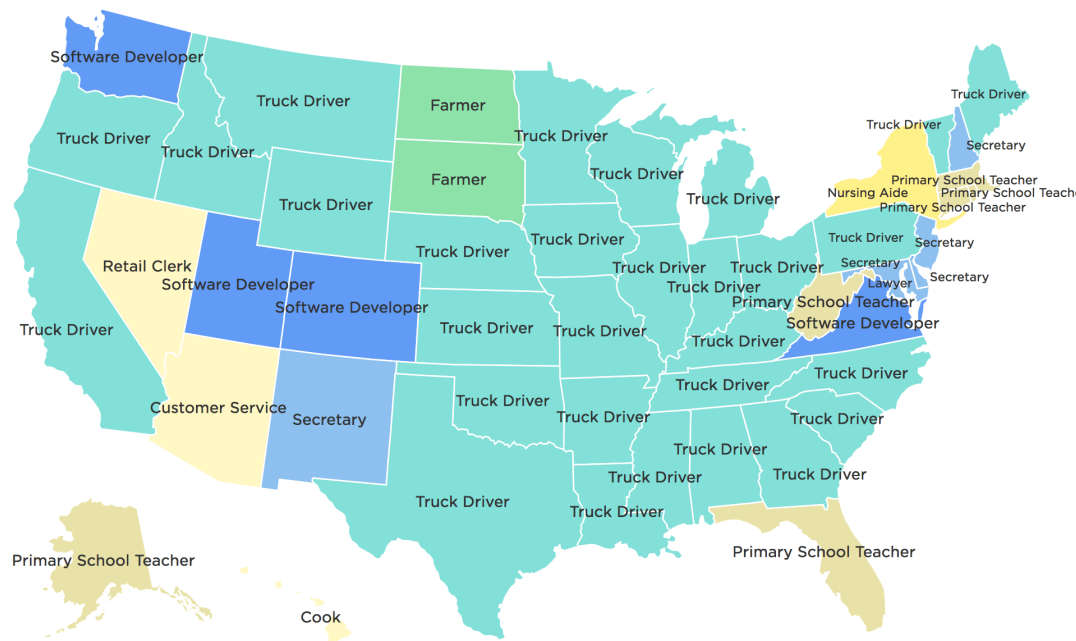 Software Developer
Truck Driver
Truck Driver
Farmer
Truck Driver
Truck Driver
Truck Driver
Truck Driver
Secretary
Truck Driver
Truck Driver
Farmer
Primary School Teacher
Nursing Aide
Primary School Teache
Truck Driver
Truck Driver
Primary School Teacher
Truck Driver
Truck Driver
Truck Driver
Secretary
Truck Driver
Retail Clerk
Truck Driver
Truck Driver
Secretary
Software Developer
Truck Driver
Lawyer
Secretary
Software Developer
Primary School Teacher
Truck Driver
Truck Driver
Truck Driver
Software Developer
Truck Driver
Truck Driver
Truck Driver
Customer Service
Truck Driver
Secretary
Truck Driver
Truck Driver
Truck Driver
Truck Driver
Truck Driver
Truck Driver
Truck Driver
Primary School Teacher
Primary School Teacher
Cook